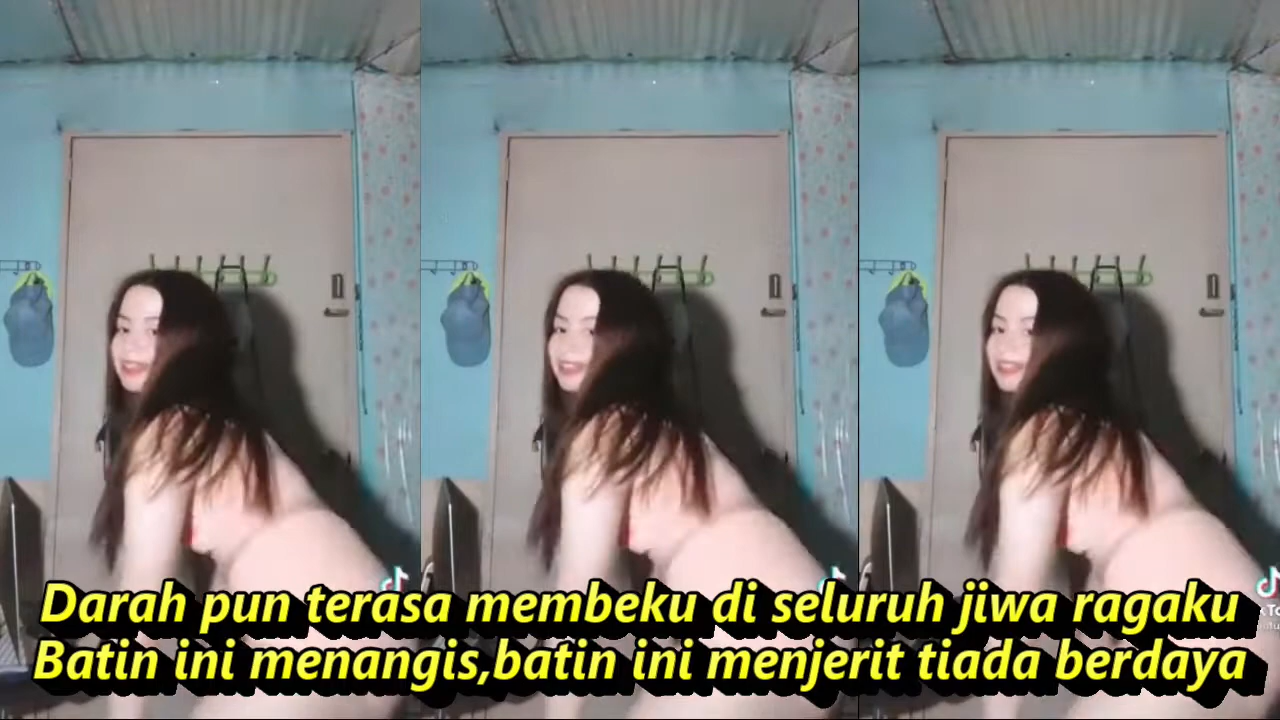 Darah pun terasa membeku di seluruh jiwa ragaku
Batin ini menangis,batin ini menjerit tiada berdaya